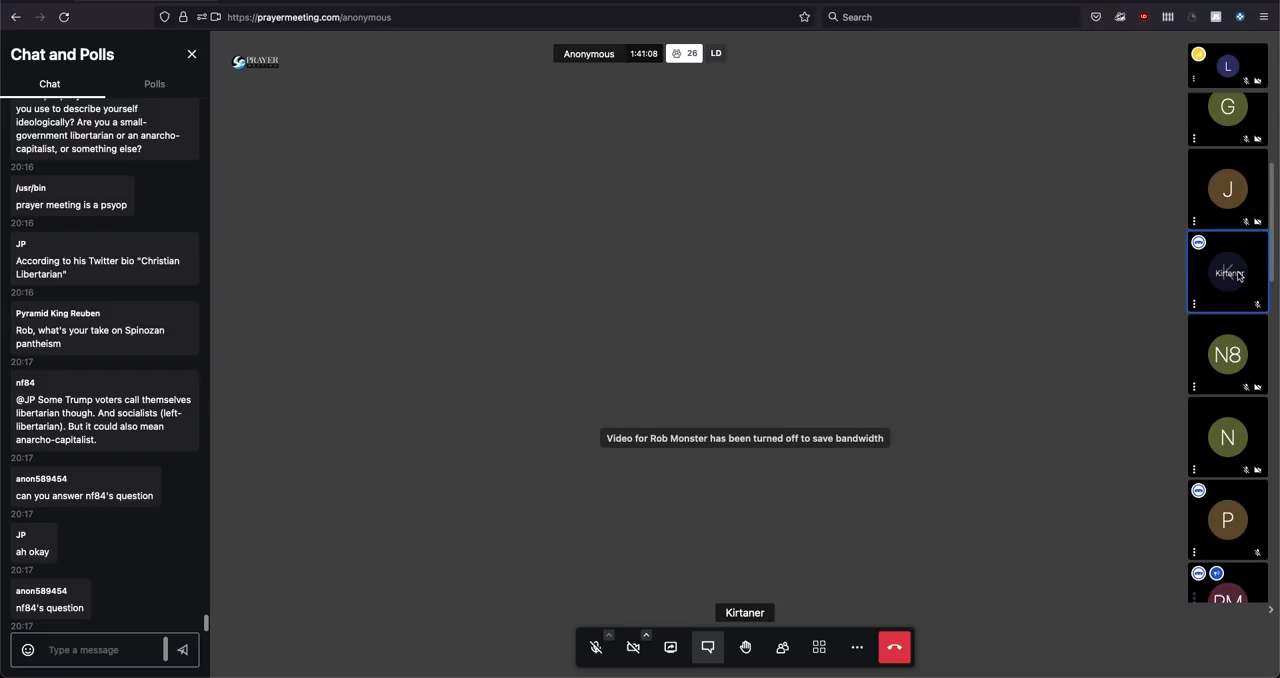 https://prayermeeting.com/anonymous
Search
Chat and Polls
Chat
Polls
you use to describe yourself
ideologically? Are you a small-
government libertarian or an anarcho-
capitalist, or something else?
20:16
/usr/bin
prayer meeting is a psyop
20:16
JP
According to his Twitter bio "Christian
Libertarian"
20:16
Pyramid King Reuben
Rob, what's your take on Spinozan
pantheism
20:17
nf84
@JP Some Trump voters call themselves
libertarian though. And socialists (left-
libertarian). But it could also mean
anarcho-capitalist.
20:17
anon589454
can you answer nf84's question
20:17
JP
ah okay
20:17
anon589454
nf84's question
20:17
Type a message
PRAYER
Anonymous 1:41:08 26 LD
Video for Rob Monster has been turned off to save bandwidth
Kirtaner
L
G
J
Kirtaner
N8
N
P
RM